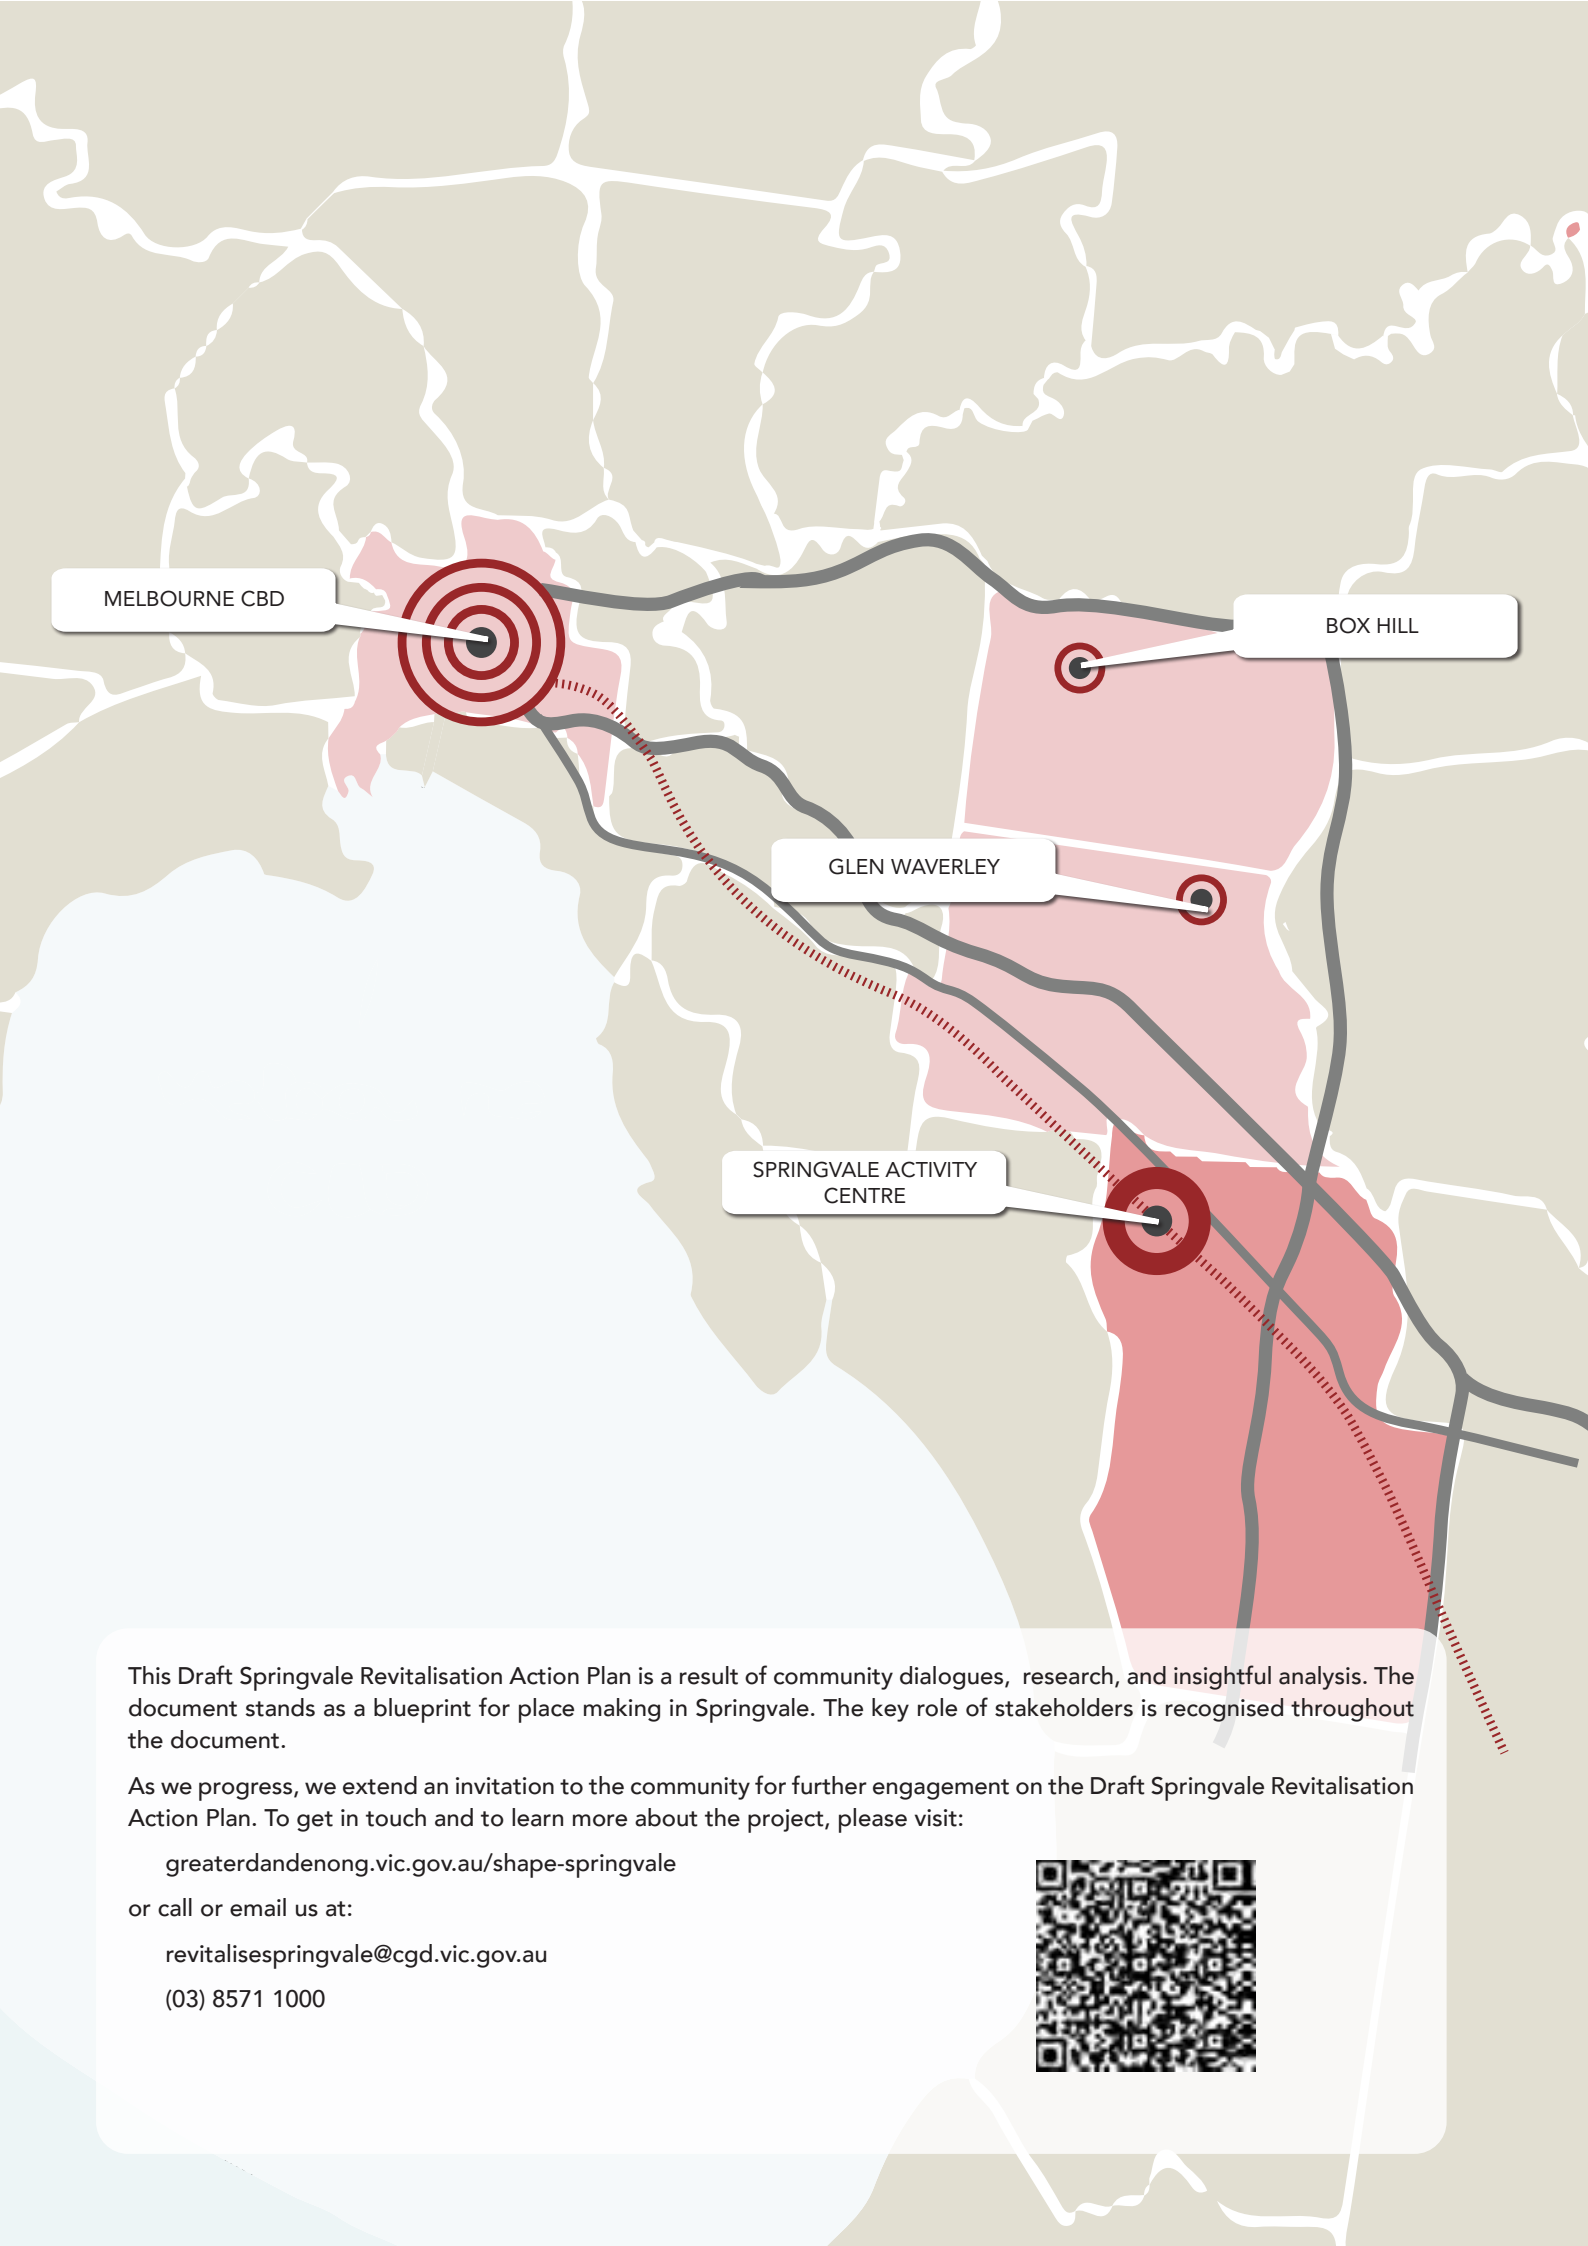 MELBOURNE CBD
BOX HILL
GLEN WAVERLEY
SPRINGVALE ACTIVITY
CENTRE
This Draft Springvale Revitalisation Action Plan is a result of community dialogues, research, and insightful analysis. The
document stands as a blueprint for place making in Springvale. The key role of stakeholders is recognised throughout
the document.
As we progress, we extend an invitation to the community for further engagement on the Draft Springvale Revitalisation
Action Plan. To get in touch and to learn more about the project, please visit:
greaterdandenong.vic.gov.au/shape-springvale
or call or email us at:
revitalisespringvale@cgd.vic.gov.au
(03) 8571 1000